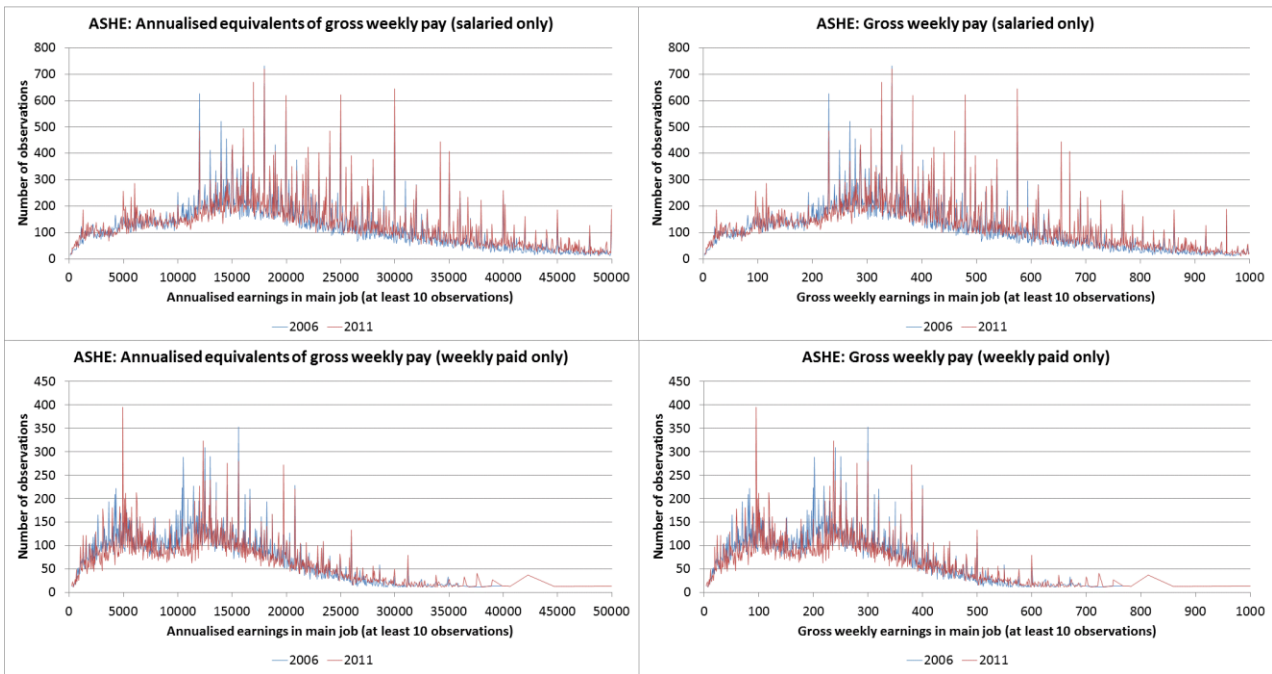 ASHE: Annualised equivalents of gross weekly pay (salaried only)
Number of observations
800
700
600
500
400
300
200
100
0
0 5000 10000 15000 20000 25000 30000 35000 40000 45000 50000
Annualised earnings in main job (at least 10 observations)
2006 2011
ASHE: Gross weekly pay (salaried only)
Number of observations
800
700
600
500
400
300
200
100
0
0 100 200 300 400 500 600 700 800 900 1000
Gross weekly earnings in main job (at least 10 observations)
2006 2011
ASHE: Annualised equivalents of gross weekly pay (weekly paid only)
Number of observations
450
400
350
300
250
200
150
100
50
0
0 5000 10000 15000 20000 25000 30000 35000 40000 45000 50000
Annualised earnings in main job (at least 10 observations)
2006 2011
ASHE: Gross weekly pay (weekly paid only)
Number of observations
450
400
350
300
250
200
150
100
50
0
0 100 200 300 400 500 600 700 800 900 1000
Gross weekly earnings in main job (at least 10 observations)
2006 2011